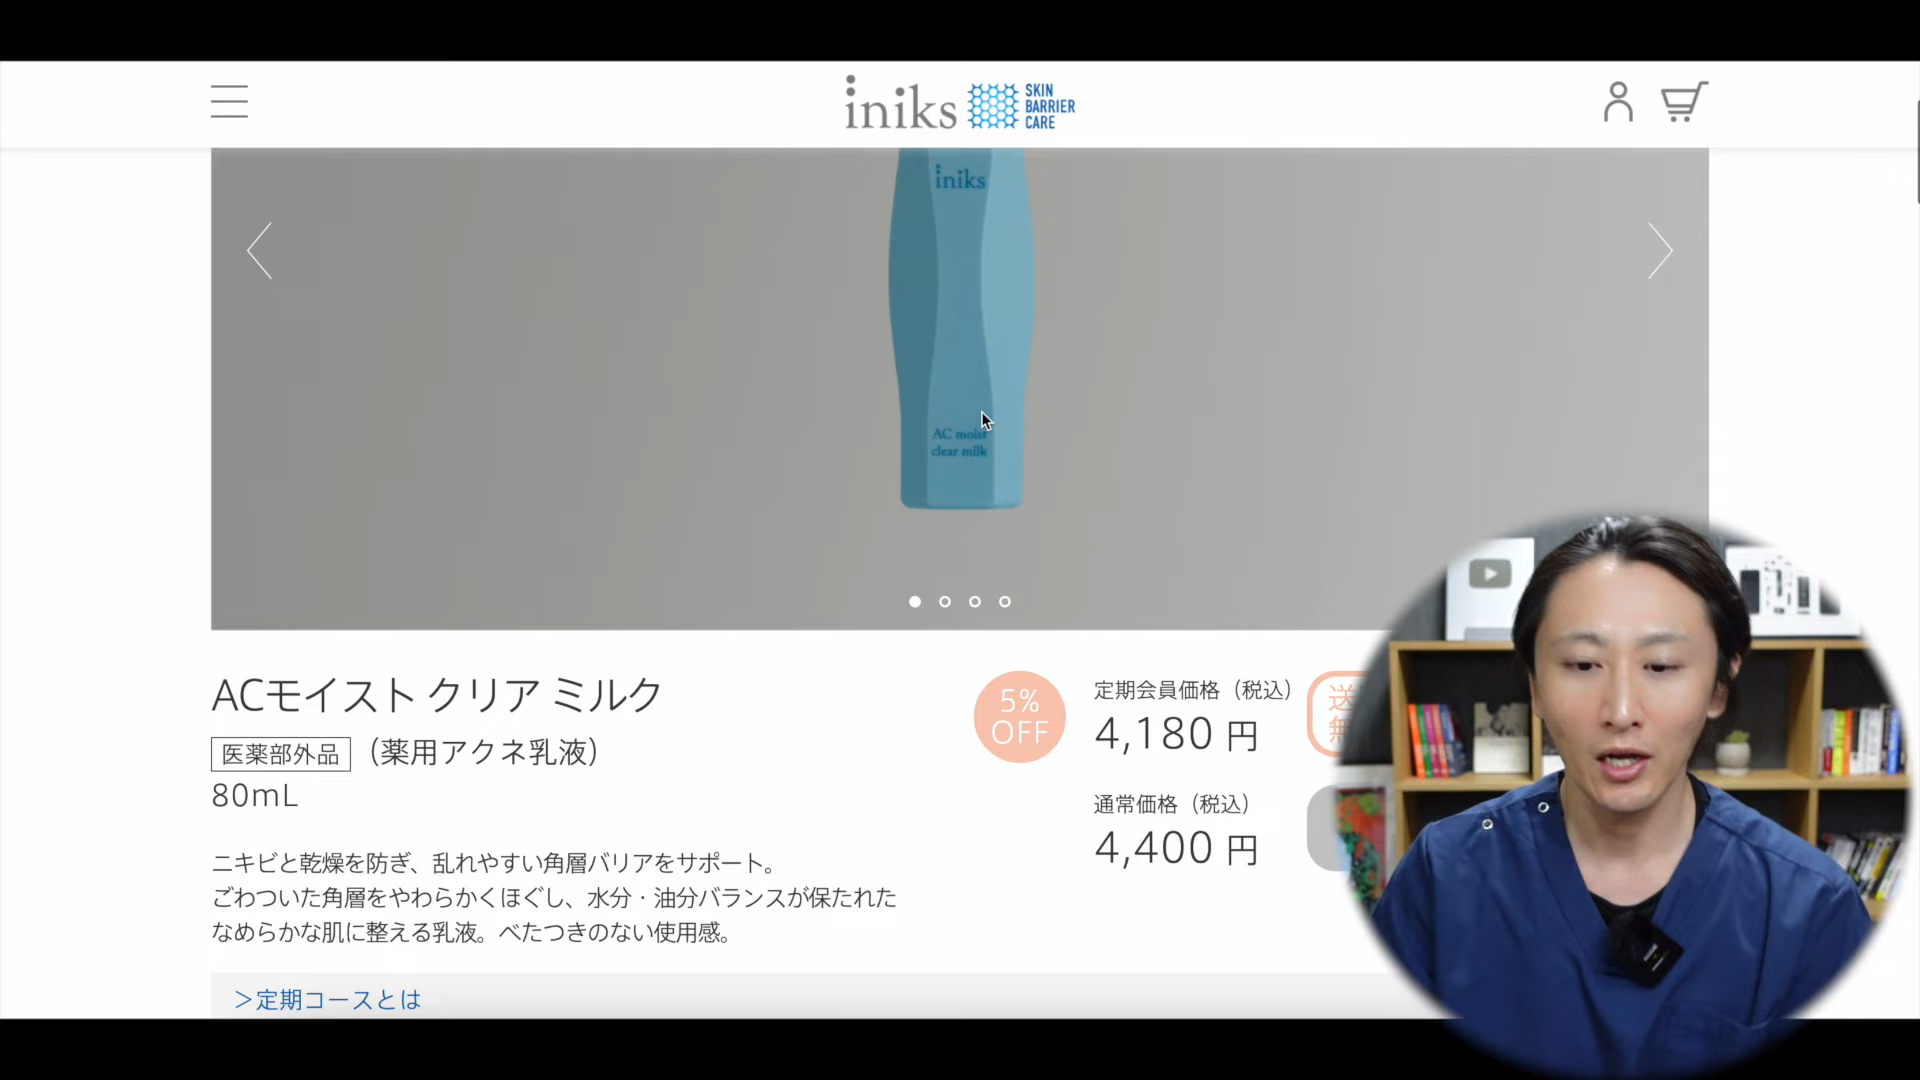 iniks
SKIN
BARRIER
CARE
iniks
AC moist
clear milk
ACモイスト クリア ミルク
医薬部外品 (薬用アクネ乳液)
80mL
ニキビと乾燥を防ぎ、乱れやすい角層バリアをサポート。
ごわついた角層をやわらかくほぐし、水分・油分バランスが保たれた
なめらかな肌に整える乳液。べたつきのない使用感。
5%
OFF
定期会員価格（税込）
4,180 円
送
無
通常価格（税込）
4,400 円
＞定期コースとは